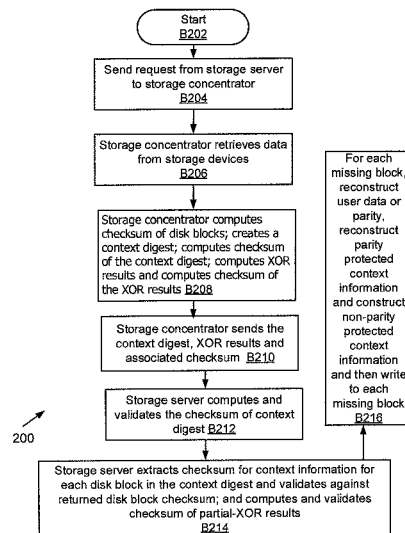 Start
B202
Send request from storage server
to storage concentrator
B204
Storage concentrator retrieves data
from storage devices
B206
Storage concentrator computes
checksum of disk blocks; creates a
context digest; computes checksum
of the context digest; computes XOR
results and computes checksum of
the XOR results B208
Storage concentrator sends the
context digest, XOR results and
associated checksum B210
Storage server computes and
validates the checksum of context
digest B212
200
Storage server extracts checksum for context information for
each disk block in the context digest and validates against
returned disk block checksum; and computes and validates
checksum of partial-XOR results
B214
For each
missing block,
reconstruct
user data or
parity,
reconstruct
parity
protected
context
information
and construct
non-parity
protected
context
information
and then write
to each
missing block
B216